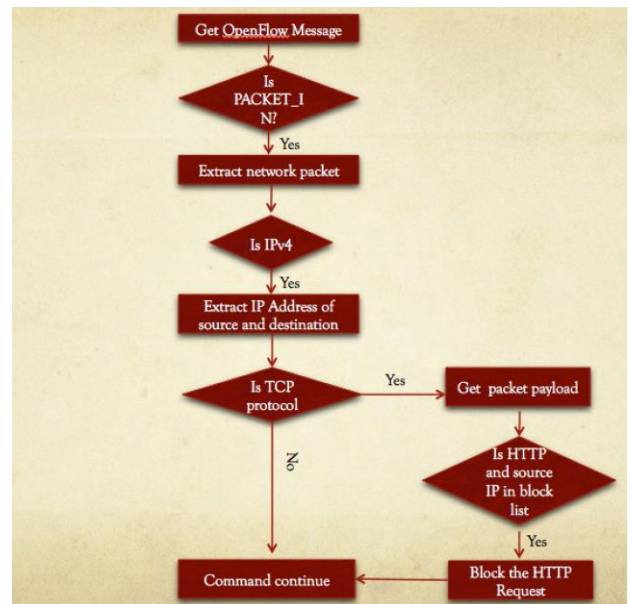 Get OpenFlow Message
Is
PACKET_I
N?
Yes
Extract network packet
Is IPv4
Yes
Extract IP Address of
source and destination
Is TCP
protocol
Yes
Get packet payload
No
Is HTTP
and source
IP in block
list
Yes
Command continue
Block the HTTP
Request